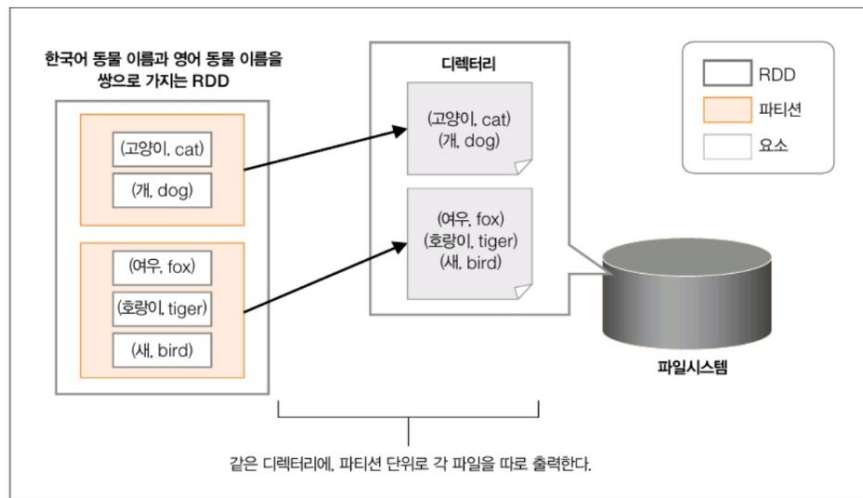 한국어 동물 이름과 영어 동물 이름을
쌍으로 가지는 RDD
(고양이, cat)
(개, dog)
(여우, fox)
(호랑이, tiger)
(새, bird)
디렉터리
(고양이, cat)
(개, dog)
(여우, fox)
(호랑이, tiger)
(새, bird)
RDD
파티션
요소
파일시스템
같은 디렉터리에, 파티션 단위로 각 파일을 따로 출력한다.